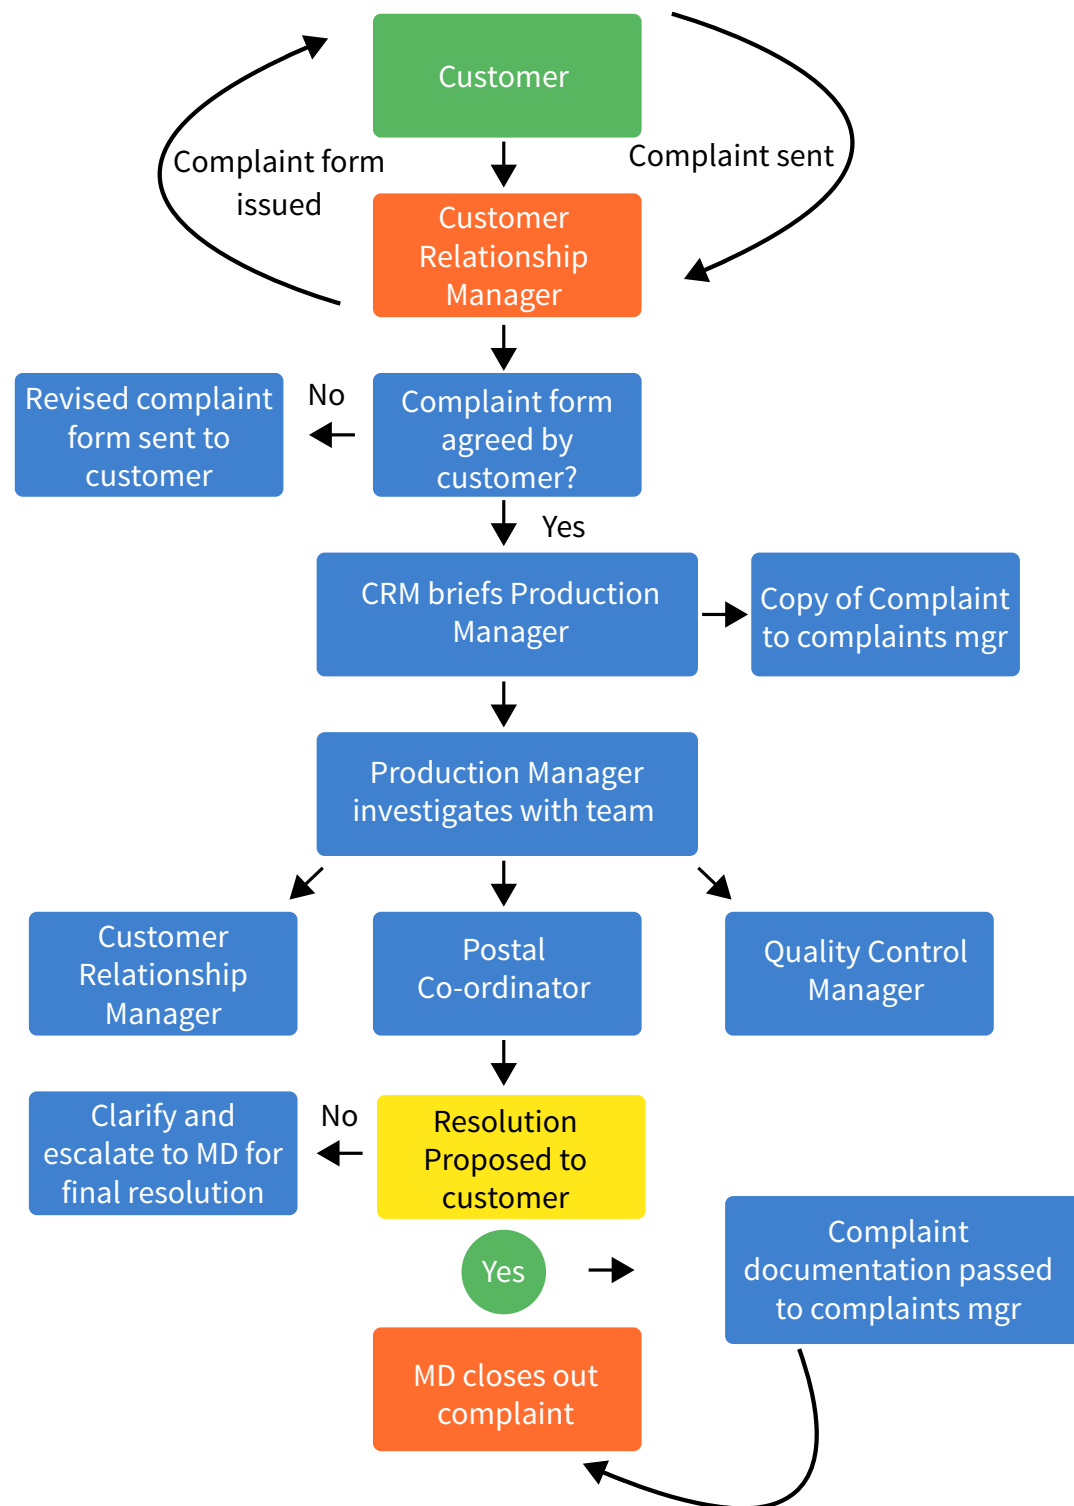 Customer
Complaint form
issued
Complaint sent
Customer
Relationship
Manager
Revised complaint
form sent to
customer
No
Complaint form
agreed by
customer?
Yes
CRM briefs Production
Manager
Copy of Complaint
to complaints mgr
Production Manager
investigates with team
Customer
Relationship
Manager
Postal
Co-ordinator
Quality Control
Manager
Clarify and
escalate to MD for
final resolution
No
Resolution
Proposed to
customer
Yes
Complaint
documentation passed
to complaints mgr
MD closes out
complaint